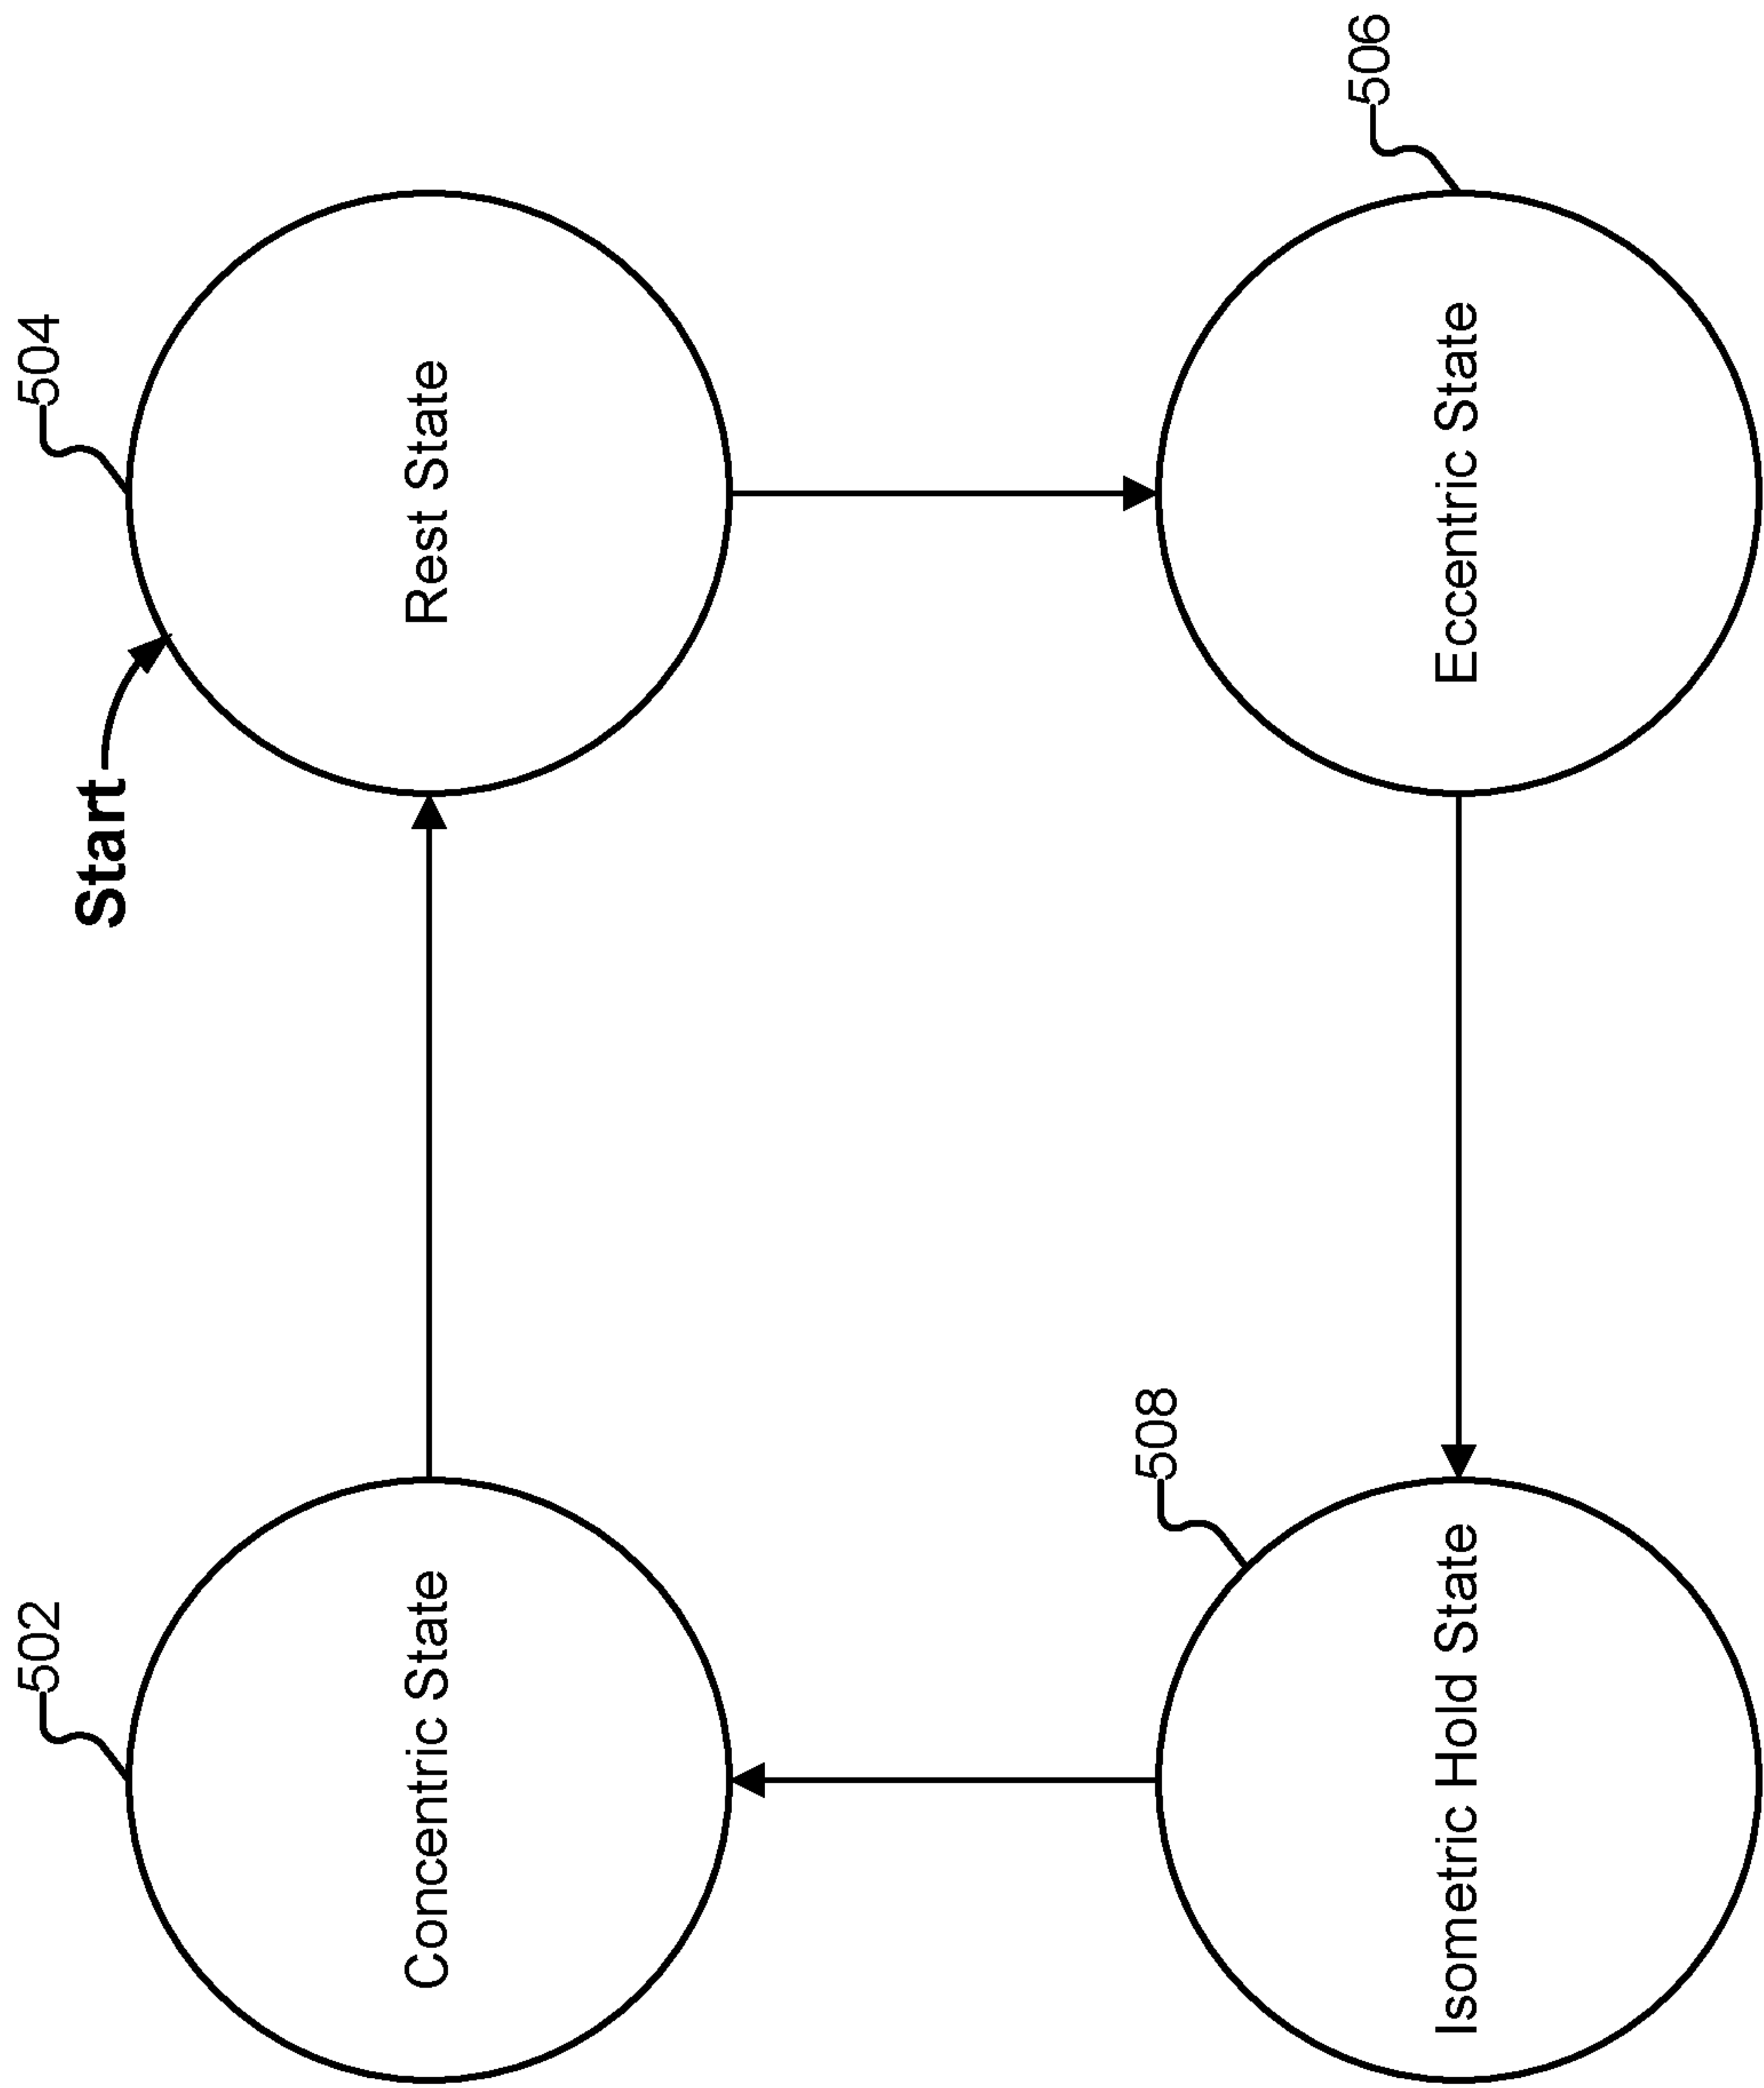 502
Concentric State
Start
504
Rest State
508
Isometric Hold State
506
Eccentric State